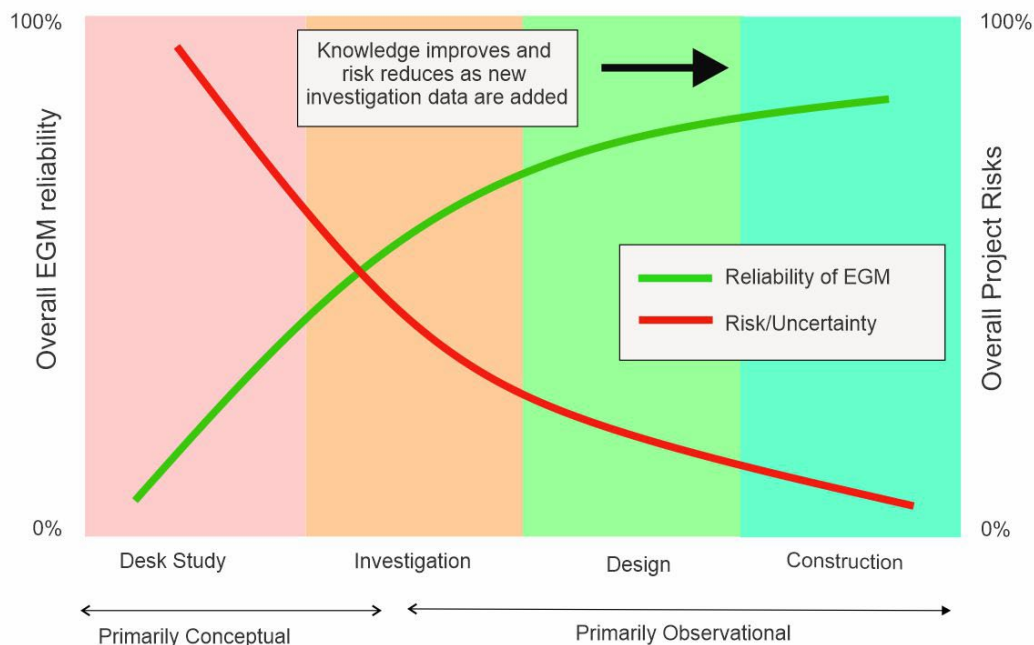 100%
100%
Knowledge improves and
risk reduces as new
investigation data are added
Overall EGM reliability
Overall Project Risks
Reliability of EGM
Risk/Uncertainty
0%
0%
Desk Study
Investigation
Design
Construction
Primarily Conceptual
Primarily Observational